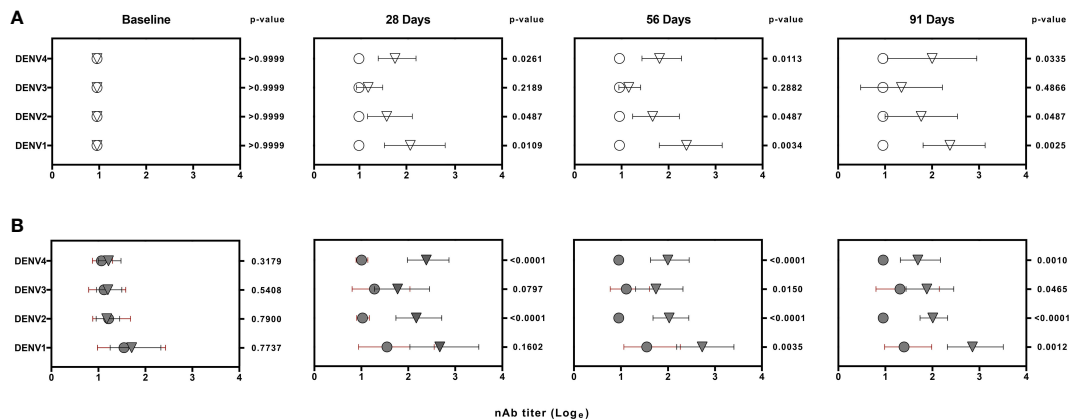 A
Baseline p-value 28 Days p-value 56 Days p-value 91 Days p-value
DENV4 >0.9999 0.0261 0.0113 0.0335
DENV3 >0.9999 0.2189 0.2882 0.4866
DENV2 >0.9999 0.0487 0.0487 0.0487
DENV1 >0.9999 0.0109 0.0034 0.0025
0 1 2 3 4 0 1 2 3 4 0 1 2 3 4 0 1 2 3 4
B
DENV4 0.3179 <0.0001 <0.0001 0.0010
DENV3 0.5408 0.0797 0.0150 0.0465
DENV2 0.7900 <0.0001 <0.0001 <0.0001
DENV1 0.7737 0.1602 0.0035 0.0012
0 1 2 3 4 0 1 2 3 4 0 1 2 3 4 0 1 2 3 4
nAb titer (Logₑ)